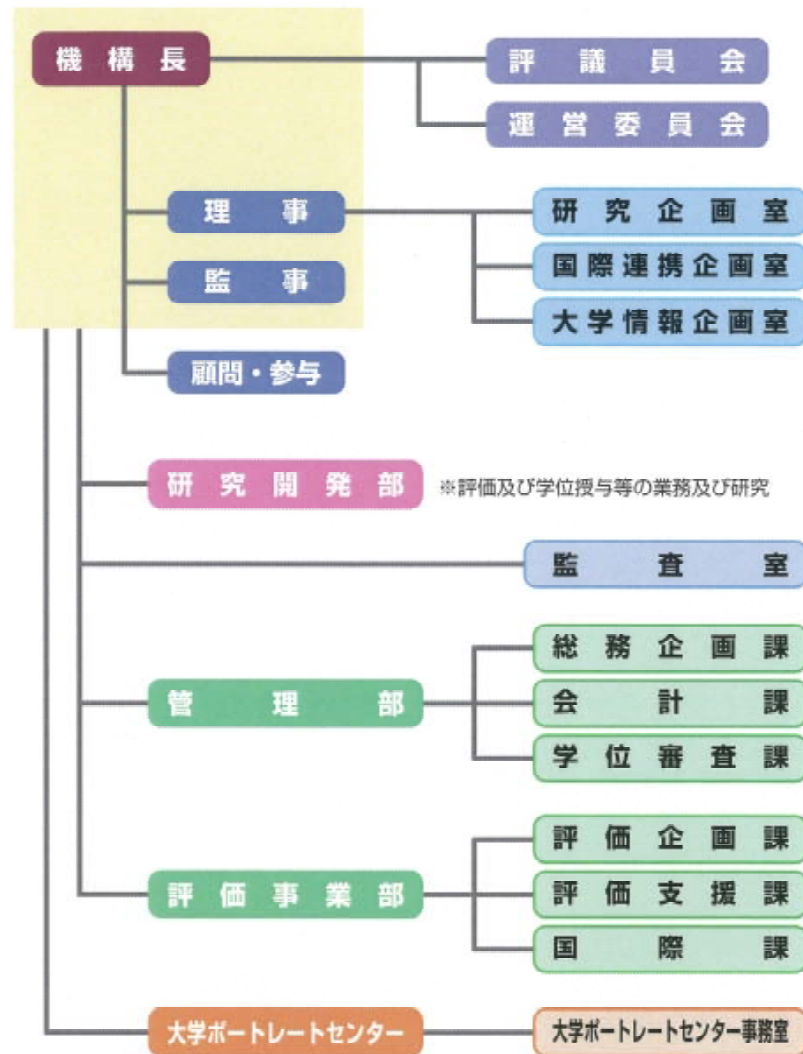 機構長
評議員会
運営委員会
理事
研究企画室
監事
国際連携企画室
大学情報企画室
顧問・参与
研究開発部
※評価及び学位授与等の業務及び研究
監査室
総務企画課
管理部
会計課
学位審査課
評価企画課
評価事業部
評価支援課
国際課
大学ポートレートセンター
大学ポートレートセンター事務室